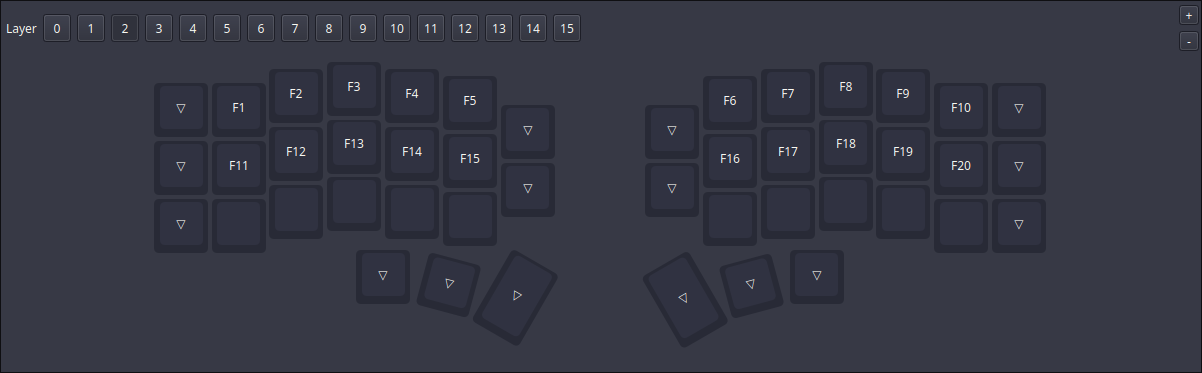 Layer 0 1 2 3 4 5 6 7 8 9 10 11 12 13 14 15 +
-
▽ F1 F2 F3 F4 F5 ▽ ▽ F6 F7 F8 F9 F10 ▽
▽ F11 F12 F13 F14 F15 ▽ ▽ F16 F17 F18 F19 F20 ▽
▽ ▽
▽ ▽ ▽ ▽ ▽ ▽